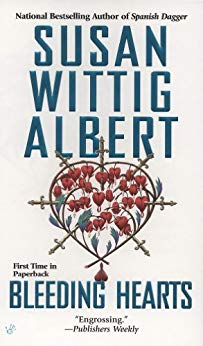 National Bestselling Author of Spanish Dagger
SUSAN
WITTIG
ALBERT
First Time in
Paperback
BLEEDING HEARTS
"Engrossing."
—Publishers Weekly